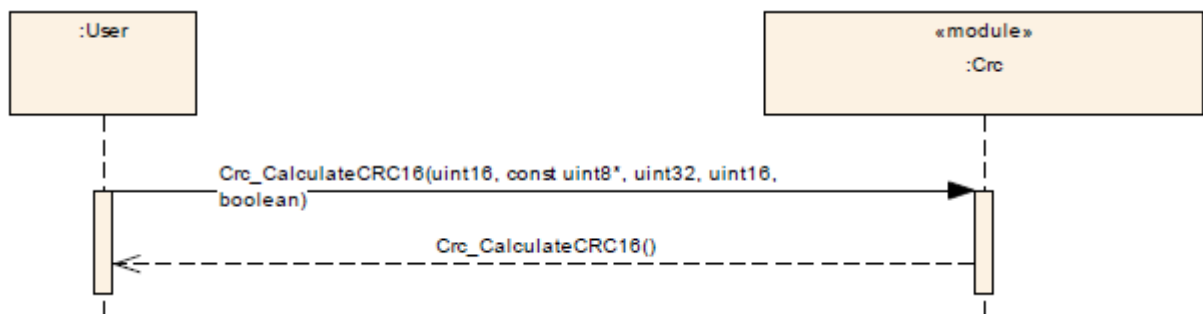 :User
«module»
:Crc
Crc_CalculateCRC16(uint16, const uint8*, uint32, uint16,
boolean)
Crc_CalculateCRC16()